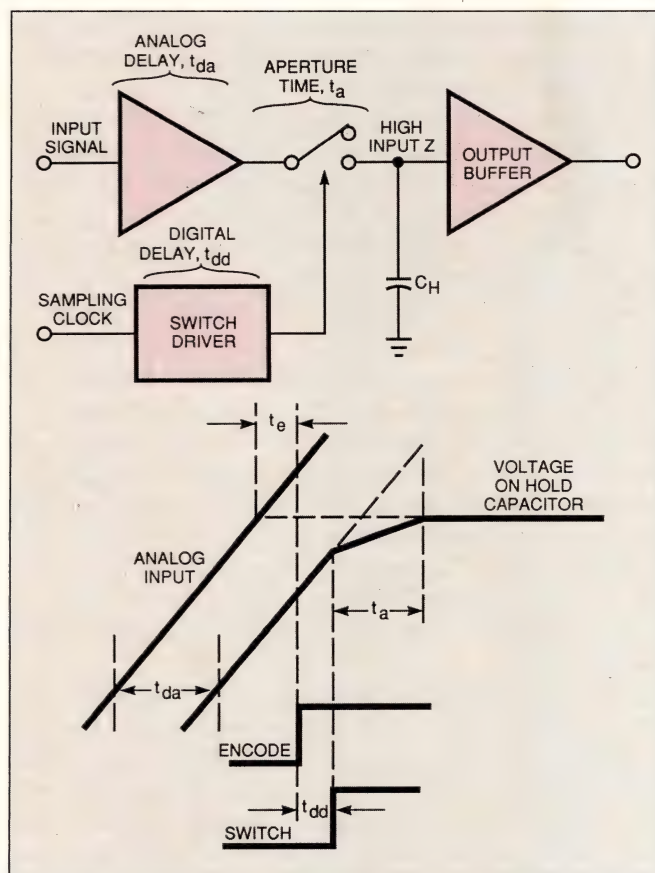 ANALOG
DELAY, tda
APERTURE
TIME, ta
INPUT
SIGNAL
HIGH
INPUT Z
OUTPUT
BUFFER
DIGITAL
DELAY, tdd
CH
SAMPLING
CLOCK
SWITCH
DRIVER
te
VOLTAGE
ON HOLD
CAPACITOR
ANALOG
INPUT
ta
tda
ENCODE
tdd
SWITCH